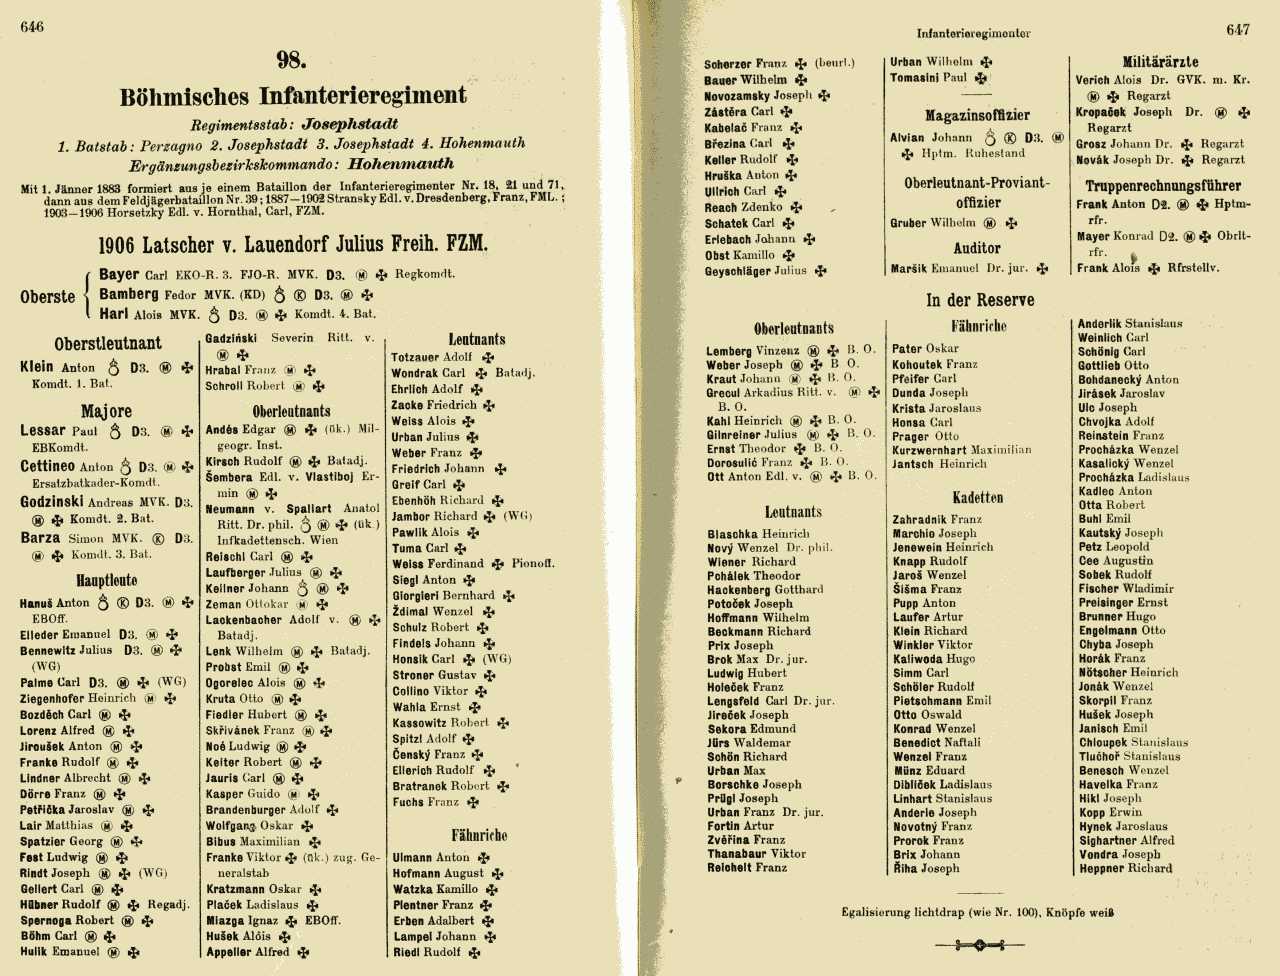 646
98.
Böhmisches Infanterieregiment
Regimentsstab: Josephstadt
1. Batstab: Perzagno 2. Josephstadt 3. Josephstadt 4. Hohenmauth
Ergänzungsbezirkskommando: Hohenmauth
Mit 1. Jänner 1883 formiert aus je einem Bataillon der Infanterieregimenter Nr. 18, 21 und 71,
dann aus dem Feldjägerbataillon Nr. 39; 1887—1902 Stransky Edl. v. Dresdenberg, Franz, FML.;
1903—1906 Horsetzky Edl. v. Hornthal, Carl, FZM.
1906 Latscher v. Lauendorf Julius Freih. FZM.
Oberste
Bayer Carl EKO-R. 3. FJO-R. MVK. D3. Ⓜ ✠ Regkomdt.
Bamberg Fedor MVK. (KD) Ⓚ D3. Ⓜ ✠
Harl Alois MVK. D3. Ⓜ ✠ Komdt. 4. Bat.
Oberstleutnant
Klein Anton D3. Ⓜ ✠
Komdt. 1. Bat.
Majore
Lessar Paul D3. Ⓜ ✠
EBKomdt.
Cettineo Anton D3. Ⓜ ✠
Ersatzbatkader-Komdt.
Godzinski Andreas MVK. D3.
Ⓜ ✠ Komdt. 2. Bat.
Barza Simon MVK. Ⓚ D3.
Ⓜ ✠ Komdt. 3. Bat.
Hauptleute
Hanuš Anton Ⓚ D3. Ⓜ ✠
EBOff.
Elleder Emanuel D3. Ⓜ ✠
Bennewitz Julius D3. Ⓜ ✠
(WG)
Palme Carl D3. Ⓜ ✠ (WG)
Ziegenhofer Heinrich Ⓜ ✠
Bozděch Carl Ⓜ ✠
Lorenz Alfred Ⓜ ✠
Jiroušek Anton Ⓜ ✠
Franke Rudolf Ⓜ ✠
Lindner Albrecht Ⓜ ✠
Dörre Franz Ⓜ ✠
Petřička Jaroslav Ⓜ ✠
Lair Matthias Ⓜ ✠
Spatzier Georg Ⓜ ✠
Fest Ludwig Ⓜ ✠
Rindt Joseph Ⓜ ✠ (WG)
Gellert Carl Ⓜ ✠
Hübner Rudolf Ⓜ ✠ Regadj.
Spernoga Robert Ⓜ ✠
Böhm Carl Ⓜ ✠
Hulik Emanuel Ⓜ ✠
Gadziński Severin Ritt. v.
Ⓜ ✠
Hrabal Franz Ⓜ ✠
Schroll Robert Ⓜ ✠
Oberleutnants
Andés Edgar Ⓜ ✠ (ük.) Mil-
geogr. Inst.
Kirsch Rudolf Ⓜ ✠ Batadj.
Šembera Edl. v. Vlastiboj Er-
min Ⓜ ✠
Neumann v. Spallart Anatol
Ritt. Dr. phil. Ⓜ ✠ (ük.)
Infkadettensch. Wien
Reischl Carl Ⓜ ✠
Laufberger Julius Ⓜ ✠
Kellner Johann Ⓜ ✠
Zeman Ottokar Ⓜ ✠
Lackenbacher Adolf v. Ⓜ ✠
Batadj.
Lenk Wilhelm Ⓜ ✠ Batadj.
Probst Emil Ⓜ ✠
Ogorelec Alois Ⓜ ✠
Kruta Otto Ⓜ ✠
Fiedler Hubert Ⓜ ✠
Skřivánek Franz Ⓜ ✠
Noé Ludwig Ⓜ ✠
Keiter Robert Ⓜ ✠
Jauris Carl Ⓜ ✠
Kasper Guido Ⓜ ✠
Brandenburger Adolf ✠
Wolfgang Oskar ✠
Bibus Maximilian ✠
Franke Viktor ✠ (ük.) zug. Ge-
neralstab
Kratzmann Oskar ✠
Plaček Ladislaus ✠
Miazga Ignaz ✠ EBOff.
Hušek Alois ✠
Appeller Alfred ✠
Leutnants
Totzauer Adolf ✠
Wondrak Carl ✠ Batadj.
Ehrlich Adolf ✠
Zacke Friedrich ✠
Weiss Alois ✠
Urban Julius ✠
Weber Franz ✠
Friedrich Johann ✠
Greif Carl ✠
Ebenhöh Richard ✠
Jambor Richard ✠ (WG)
Pawlik Alois ✠
Tuma Carl ✠
Weiss Ferdinand ✠ Pionoff.
Siegl Anton ✠
Giorgieri Bernhard ✠
Ždimal Wenzel ✠
Schulz Robert ✠
Findels Johann ✠
Honsik Carl ✠ (WG)
Stroner Gustav ✠
Collino Viktor ✠
Wahla Ernst ✠
Kassowitz Robert ✠
Spitzl Adolf ✠
Čenský Franz ✠
Ellerich Rudolf ✠
Bratranek Robert ✠
Fuchs Franz ✠
Fähnriche
Ulmann Anton ✠
Hofmann August ✠
Watzka Kamillo ✠
Plentner Franz ✠
Erben Adalbert ✠
Lampel Johann ✠
Riedl Rudolf ✠
Infanterieregimenter
647
Scherzer Franz ✠ (beurl.)
Bauer Wilhelm ✠
Novozamsky Joseph ✠
Zástěra Carl ✠
Kabelač Franz ✠
Březina Carl ✠
Keller Rudolf ✠
Hruška Anton ✠
Ullrich Carl ✠
Reach Zdenko ✠
Schatek Carl ✠
Erlebach Johann ✠
Obst Kamillo ✠
Geyschläger Julius ✠
Urban Wilhelm ✠
Tomasini Paul ✠
Magazinsoffizier
Alvian Johann Ⓚ D3. Ⓜ
✠ Hptm. Ruhestand
Oberleutnant-Proviant-
offizier
Gruber Wilhelm Ⓜ ✠
Auditor
Maršik Emanuel Dr. jur. ✠
Militärärzte
Verich Alois Dr. GVK. m. Kr.
Ⓜ ✠ Regarzt
Kropaček Joseph Dr. Ⓜ ✠
Regarzt
Grosz Johann Dr. ✠ Regarzt
Novák Joseph Dr. ✠ Regarzt
Truppenrechnungsführer
Frank Anton D2. Ⓜ ✠ Hptm-
rfr.
Mayer Konrad D2. Ⓜ ✠ Obrlt-
rfr.
Frank Alois ✠ Rfrstellv.
In der Reserve
Oberleutnants
Lemberg Vinzenz Ⓜ ✠ B. O.
Weber Joseph Ⓜ ✠ B. O.
Kraut Johann Ⓜ ✠ B. O.
Grecul Arkadius Ritt. v. Ⓜ ✠
B. O.
Kahl Heinrich Ⓜ ✠ B. O.
Gilnreiner Julius Ⓜ ✠ B. O.
Ernst Theodor ✠ B. O.
Dorosulić Franz ✠ B. O.
Ott Anton Edl. v. Ⓜ ✠ B. O.
Leutnants
Blaschka Heinrich
Nový Wenzel Dr. phil.
Wiener Richard
Pohálek Theodor
Hackenberg Gotthard
Potoček Joseph
Hoffmann Wilhelm
Beckmann Richard
Prix Joseph
Brok Max Dr. jur.
Ludwig Hubert
Holeček Franz
Lengsfeld Carl Dr. jur.
Jireček Joseph
Sekora Edmund
Jürs Waldemar
Schön Richard
Urban Max
Borschke Joseph
Prügl Joseph
Urban Franz Dr. jur.
Fortin Artur
Zvěřina Franz
Thanabaur Viktor
Reichelt Franz
Fähnriche
Pater Oskar
Kohoutek Franz
Pfeifer Carl
Dunda Joseph
Krista Jaroslaus
Honsa Carl
Prager Otto
Kurzwernhart Maximilian
Jantsch Heinrich
Kadetten
Zahradnik Franz
Marchio Joseph
Jenewein Heinrich
Knapp Rudolf
Jaroš Wenzel
Šišma Franz
Pupp Anton
Laufer Artur
Klein Richard
Winkler Viktor
Kaliwoda Hugo
Simm Carl
Schöler Rudolf
Pietschmann Emil
Otto Oswald
Konrad Wenzel
Benedict Naftali
Wenzel Franz
Münz Eduard
Dibliček Ladislaus
Linhart Stanislaus
Anderle Joseph
Novotný Franz
Prorok Franz
Brix Johann
Řiha Joseph
Anderlik Stanislaus
Weinlich Carl
Schönig Carl
Gottlieb Otto
Bohdanecký Anton
Jirásek Jaroslav
Ulc Joseph
Chvojka Adolf
Reinstein Franz
Procházka Wenzel
Kasalický Wenzel
Procházka Ladislaus
Kadlec Anton
Otta Robert
Buhl Emil
Kautský Joseph
Petz Leopold
Cee Augustin
Sobek Rudolf
Fischer Wladimir
Preisinger Ernst
Brunner Hugo
Engelmann Otto
Chyba Joseph
Horák Franz
Nötscher Heinrich
Jonák Wenzel
Skorpil Franz
Hušek Joseph
Janisch Emil
Chloupek Stanislaus
Tlučhoř Stanislaus
Benesch Wenzel
Havelka Franz
Hikl Joseph
Kopp Erwin
Hynek Jaroslaus
Sighartner Alfred
Vondra Joseph
Heppner Richard
Egalisierung lichtdrap (wie Nr. 100), Knöpfe weiß